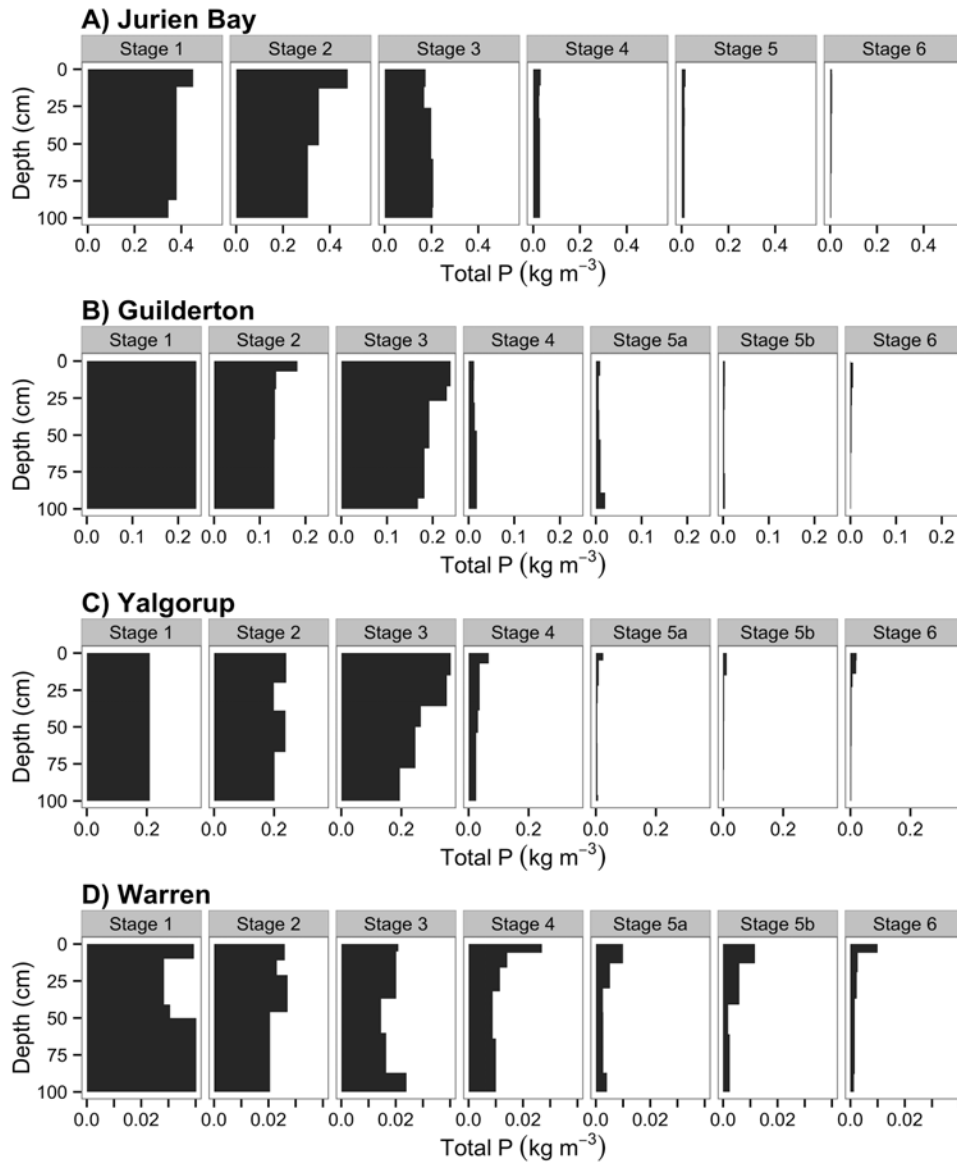 A) Jurien Bay
Stage 1 Stage 2 Stage 3 Stage 4 Stage 5 Stage 6
Depth (cm)
0
25
50
75
100
0.0 0.2 0.4 0.0 0.2 0.4 0.0 0.2 0.4 0.0 0.2 0.4 0.0 0.2 0.4 0.0 0.2 0.4
Total P (kg m⁻³)
B) Guilderton
Stage 1 Stage 2 Stage 3 Stage 4 Stage 5a Stage 5b Stage 6
Depth (cm)
0
25
50
75
100
0.0 0.1 0.2 0.0 0.1 0.2 0.0 0.1 0.2 0.0 0.1 0.2 0.0 0.1 0.2 0.0 0.1 0.2 0.0 0.1 0.2
Total P (kg m⁻³)
C) Yalgorup
Stage 1 Stage 2 Stage 3 Stage 4 Stage 5a Stage 5b Stage 6
Depth (cm)
0
25
50
75
100
0.0 0.2 0.0 0.2 0.0 0.2 0.0 0.2 0.0 0.2 0.0 0.2 0.0 0.2
Total P (kg m⁻³)
D) Warren
Stage 1 Stage 2 Stage 3 Stage 4 Stage 5a Stage 5b Stage 6
Depth (cm)
0
25
50
75
100
0.0 0.02 0.0 0.02 0.0 0.02 0.0 0.02 0.0 0.02 0.0 0.02 0.0 0.02
Total P (kg m⁻³)